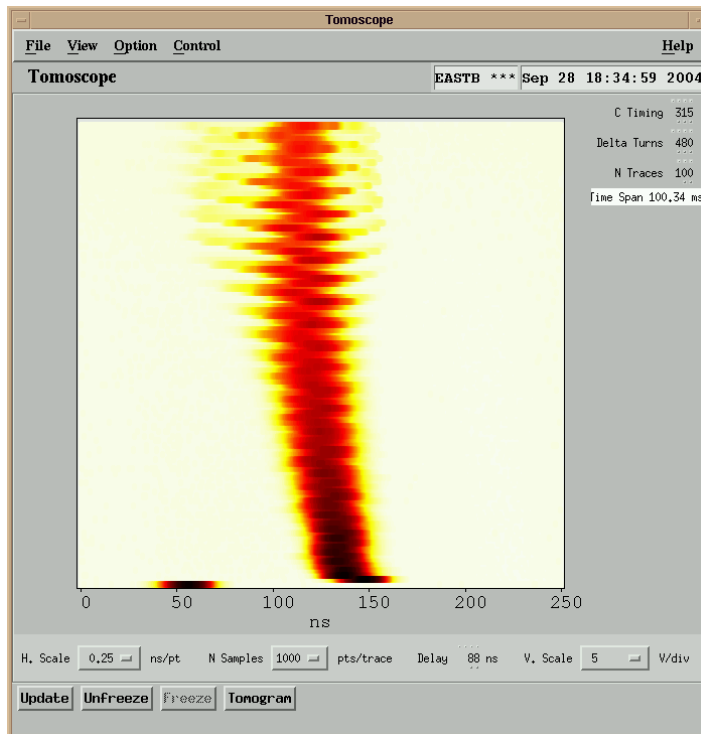 Tomoscope
File View Option Control Help
Tomoscope EASTB *** Sep 28 18:34:59 2004
C Timing 315
Delta Turns 480
N Traces 100
Time Span 100.34 ms
0 50 100 150 200 250
ns
H. Scale 0.25 ns/pt N Samples 1000 pts/trace Delay 88 ns V. Scale 5 V/div
Update Unfreeze Freeze Tomogram